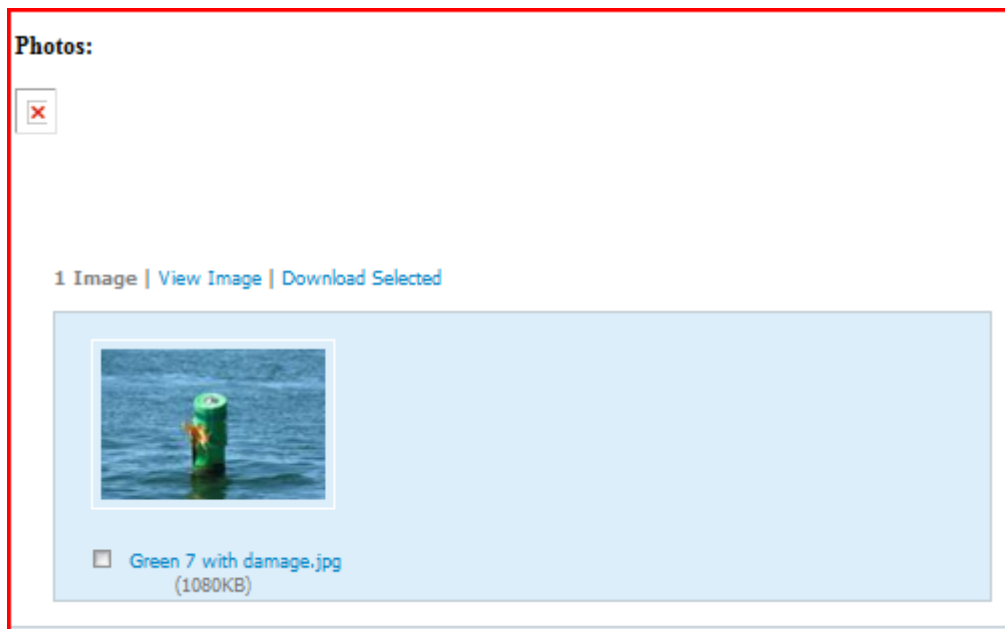 Photos:
1 Image | View Image | Download Selected
Green 7 with damage.jpg
(1080KB)